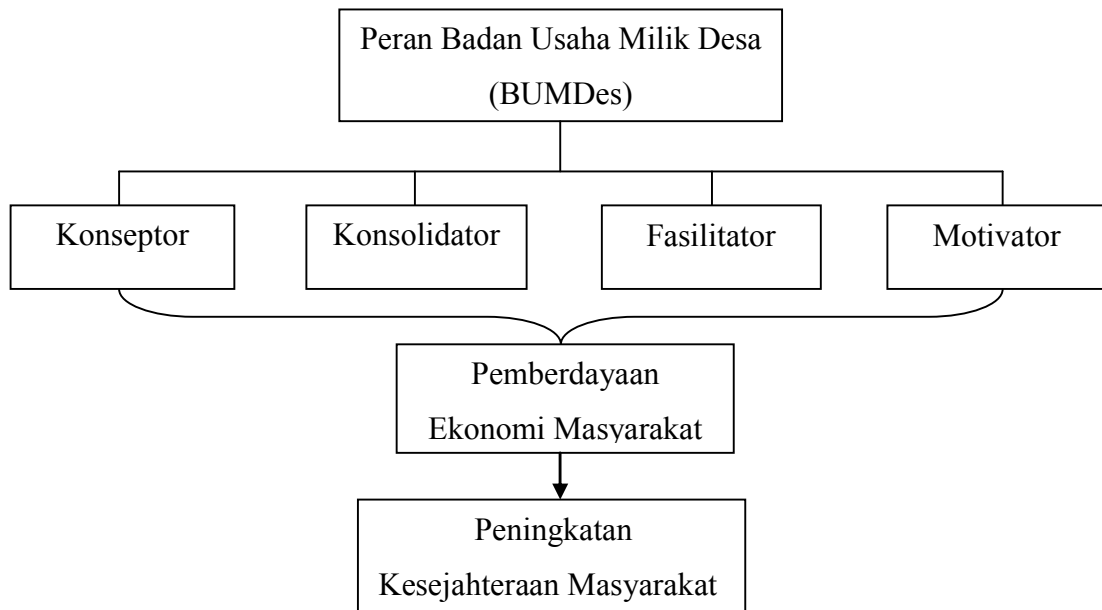 Peran Badan Usaha Milik Desa
(BUMDes)
Konseptor
Konsolidator
Fasilitator
Motivator
Pemberdayaan
Ekonomi Masyarakat
Peningkatan
Kesejahteraan Masyarakat